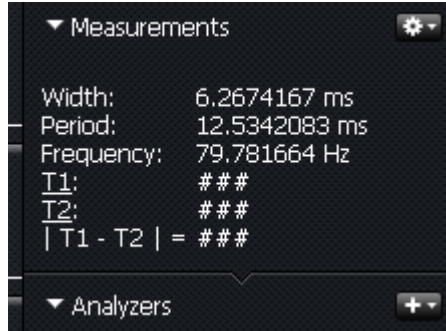 Measurements
Width: 6.2674167 ms
Period: 12.5342083 ms
Frequency: 79.781664 Hz
T1: ###
T2: ###
| T1 - T2 | = ###
Analyzers